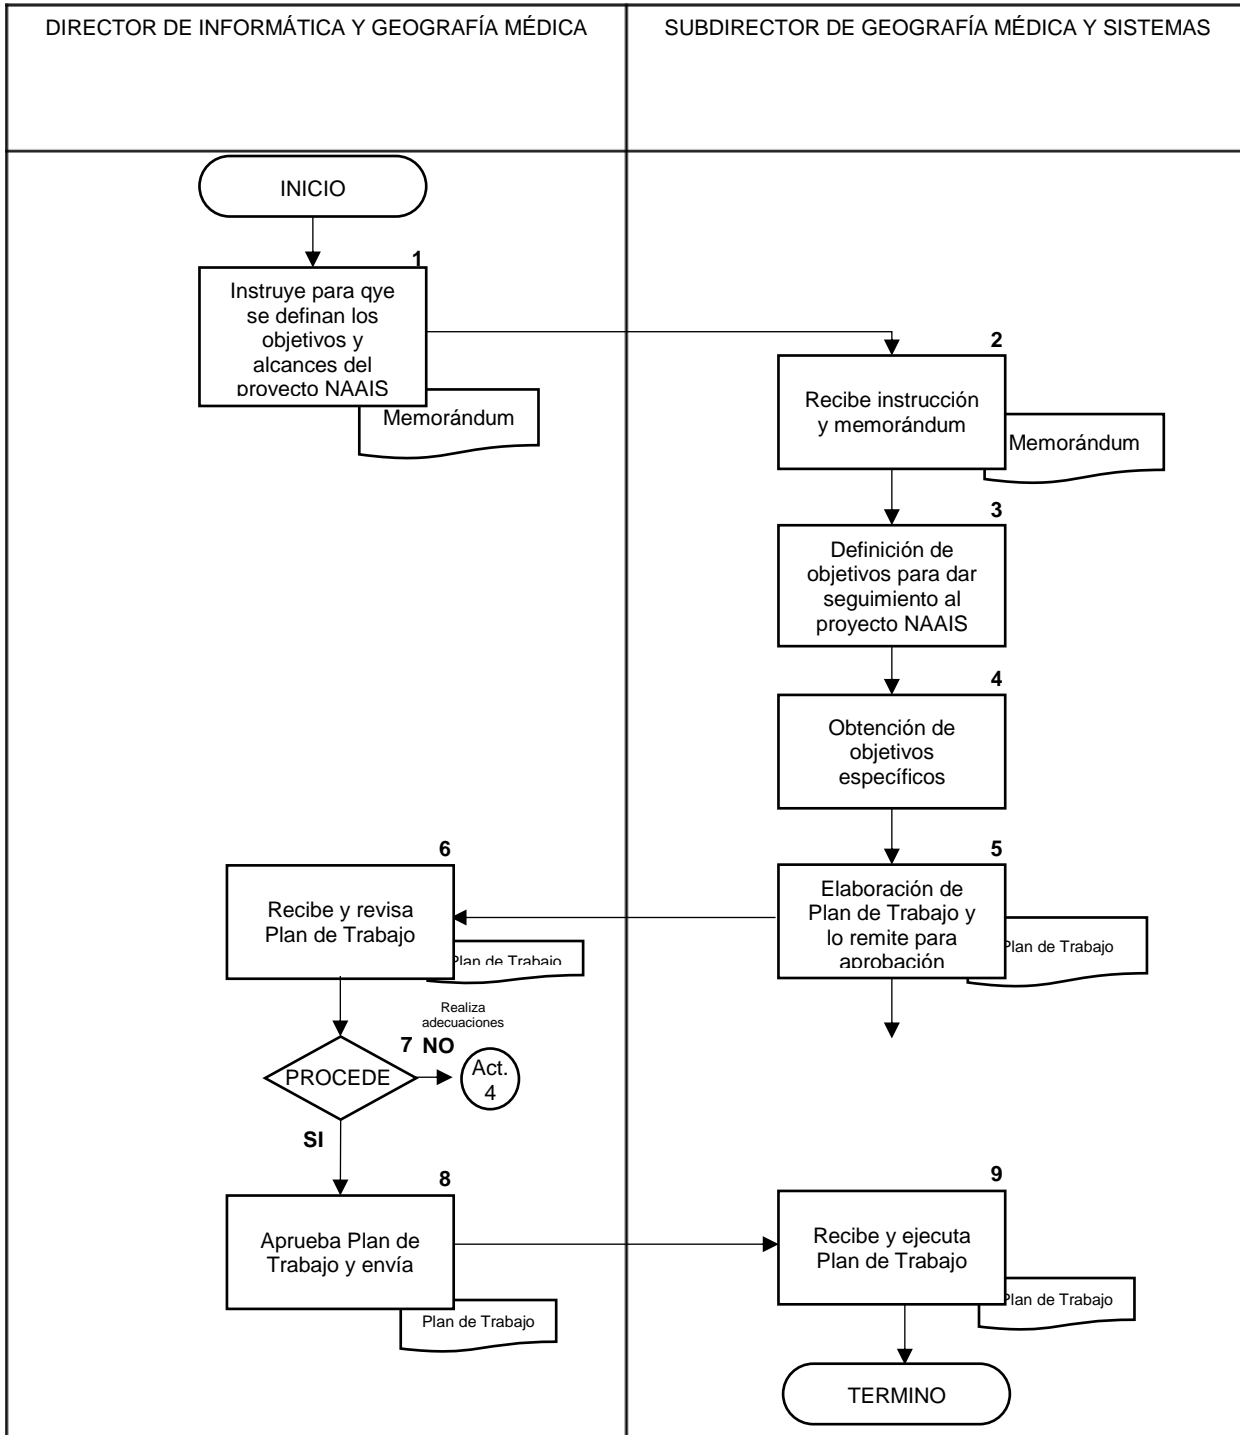 DIRECTOR DE INFORMÁTICA Y GEOGRAFÍA MÉDICA
SUBDIRECTOR DE GEOGRAFÍA MÉDICA Y SISTEMAS
INICIO
1
Instruye para qye
se definan los
objetivos y
alcances del
proyecto NAAIS
Memorándum
2
Recibe instrucción
y memorándum
Memorándum
3
Definición de
objetivos para dar
seguimiento al
proyecto NAAIS
4
Obtención de
objetivos
específicos
5
Elaboración de
Plan de Trabajo y
lo remite para
aprobación
Plan de Trabajo
6
Recibe y revisa
Plan de Trabajo
Plan de Trabajo
Realiza
adecuaciones
7 NO
PROCEDE
Act.
4
SI
8
Aprueba Plan de
Trabajo y envía
Plan de Trabajo
9
Recibe y ejecuta
Plan de Trabajo
Plan de Trabajo
TERMINO